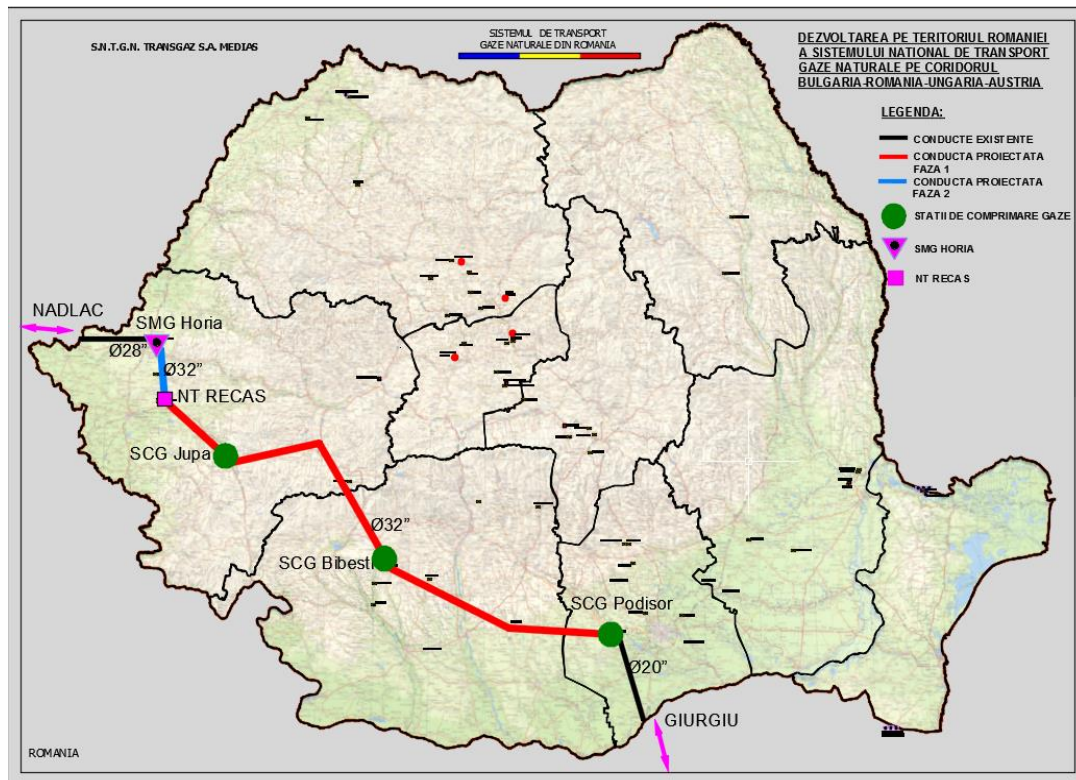 S.N.T.G.N. TRANSGAZ S.A. MEDIAS
SISTEMUL DE TRANSPORT
GAZE NATURALE DIN ROMANIA
DEZVOLTAREA PE TERITORIUL ROMANIEI
A SISTEMULUI NATIONAL DE TRANSPORT
GAZE NATURALE PE CORIDORUL
BULGARIA-ROMANIA-UNGARIA-AUSTRIA
LEGENDA:
CONDUCTE EXISTENTE
CONDUCTA PROIECTATA
FAZA 1
CONDUCTA PROIECTATA
FAZA 2
STATII DE COMPRIMARE GAZE
SMG HORIA
NT RECAS
NADLAC
SMG Horia
Ø28"
Ø32"
NT RECAS
SCG Jupa
Ø32"
SCG Bibesti
SCG Podisor
Ø20"
GIURGIU
ROMANIA